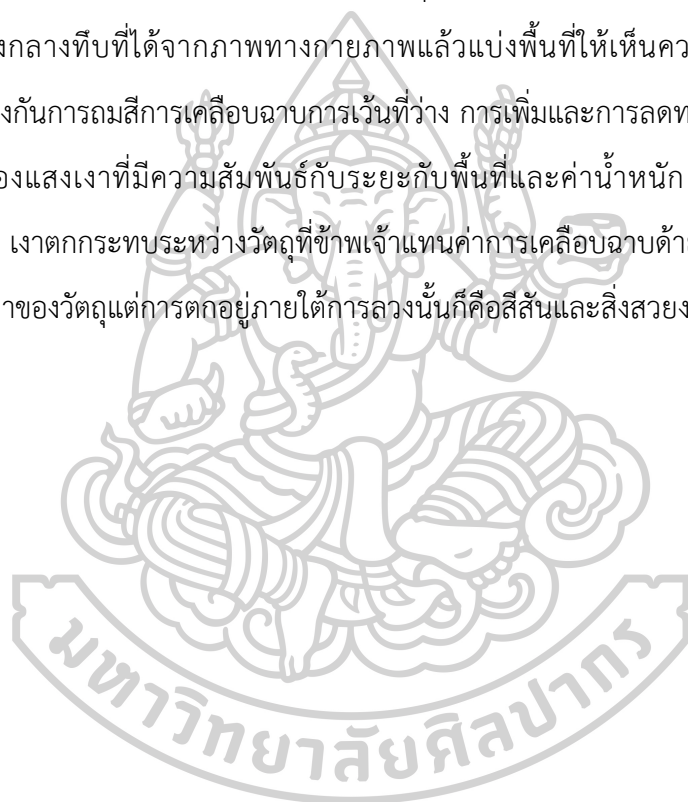 งกลางทึบที่ได้จากภาพทางกายภาพแล้วแบ่งพื้นที่ให้เห็นคว
งกันการถมสีการเคลือบฉาบการเว้นที่ว่าง การเพิ่มและการลดท
องแสงเงาที่มีความสัมพันธ์กับระยะกับพื้นที่และค่าน้ำหนัก
เงาตกกระทบระหว่างวัตถุที่ข้าพเจ้าแทนค่าการเคลือบฉาบด้า
าของวัตถุแต่การตกอยู่ภายใต้การลวงนั้นก็คือสีสันและสิ่งสวยง
มหาวิทยาลัยศิลปากร